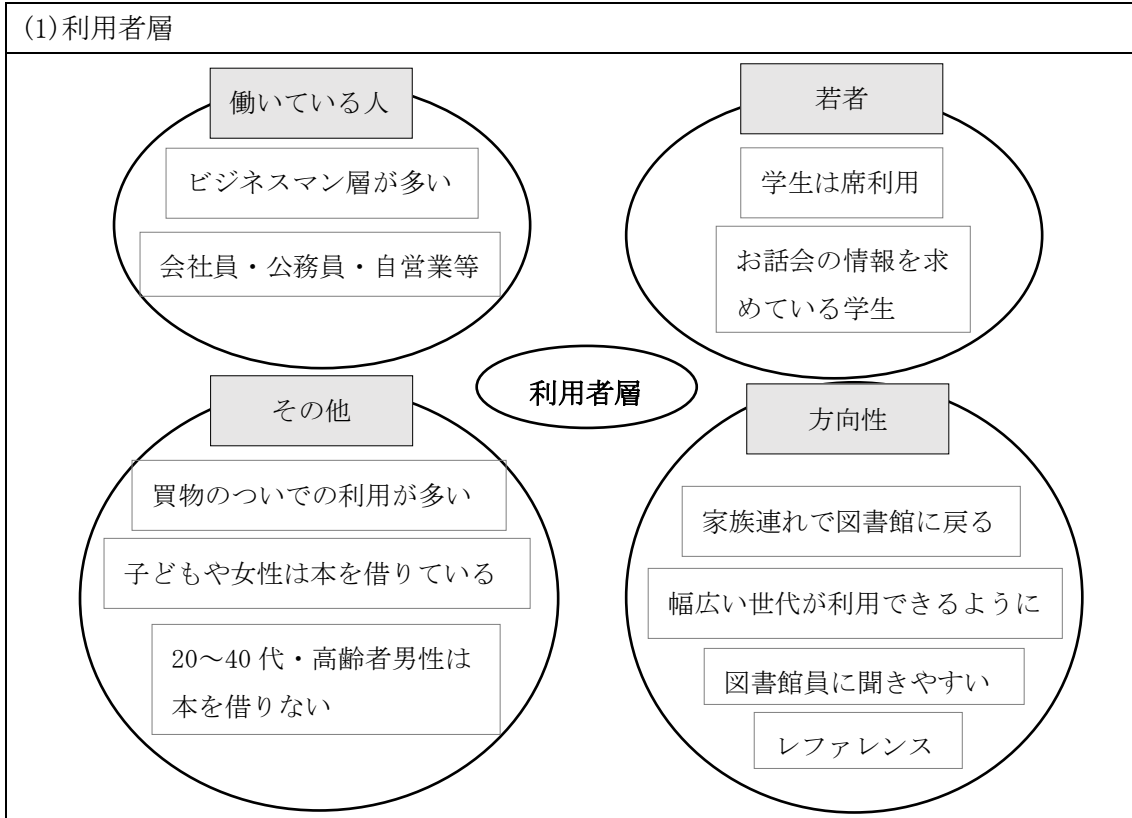 (1)利用者層
働いている人
ビジネスマン層が多い
会社員・公務員・自営業等
若者
学生は席利用
お話会の情報を求
めている学生
利用者層
その他
買物のついでの利用が多い
子どもや女性は本を借りている
20～40代・高齢者男性は
本を借りない
方向性
家族連れで図書館に戻る
幅広い世代が利用できるように
図書館員に聞きやすい
レファレンス